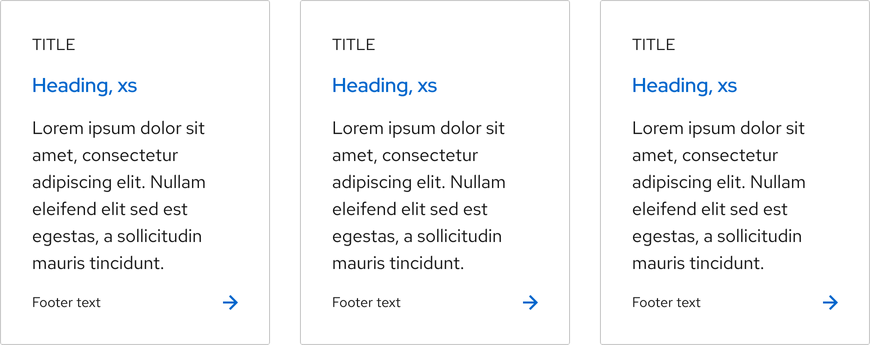 TITLE
Heading, xs
Lorem ipsum dolor sit
amet, consectetur
adipiscing elit. Nullam
eleifend elit sed est
egestas, a sollicitudin
mauris tincidunt.
Footer text
TITLE
Heading, xs
Lorem ipsum dolor sit
amet, consectetur
adipiscing elit. Nullam
eleifend elit sed est
egestas, a sollicitudin
mauris tincidunt.
Footer text
TITLE
Heading, xs
Lorem ipsum dolor sit
amet, consectetur
adipiscing elit. Nullam
eleifend elit sed est
egestas, a sollicitudin
mauris tincidunt.
Footer text